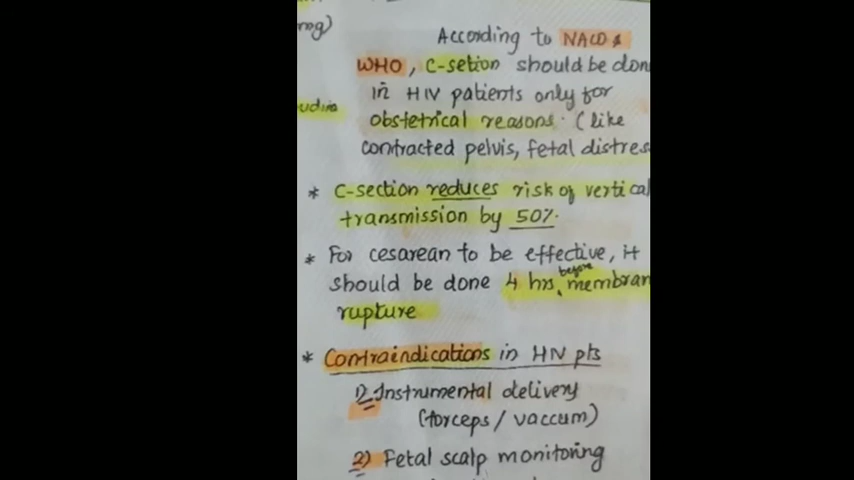 nog)
According to NACO &
WHO, C-setion should be don
udine
in HIV patients only for
obstetrical reasons. (like
contracted pelvis, fetal distres
* C-section reduces risk of vertical
transmission by 50%.
* For cesarean to be effective, it
should be done 4 hrs before membran
rupture
* Contraindications in HIV pts
1) Instrumental delivery
(forceps / vaccum)
2) Fetal scalp monitoring